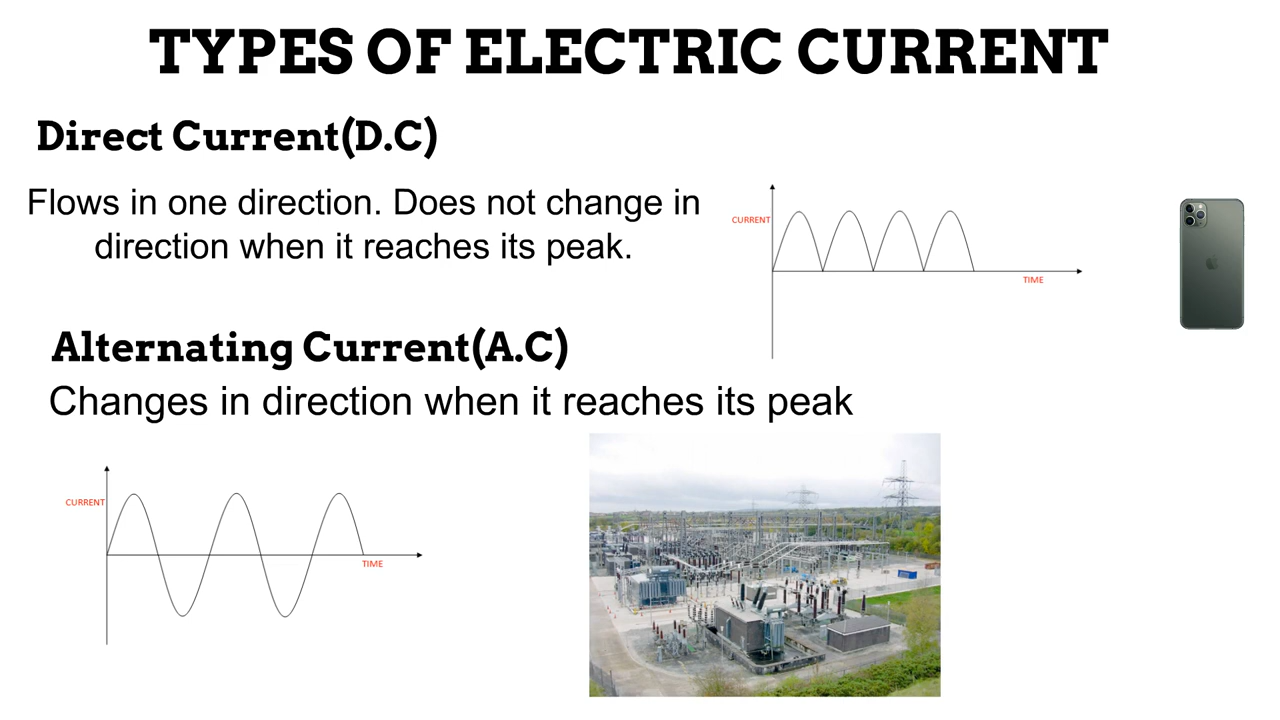 TYPES OF ELECTRIC CURRENT
Direct Current(D.C)
Flows in one direction. Does not change in
direction when it reaches its peak.
CURRENT
TIME
Alternating Current(A.C)
Changes in direction when it reaches its peak
CURRENT
TIME